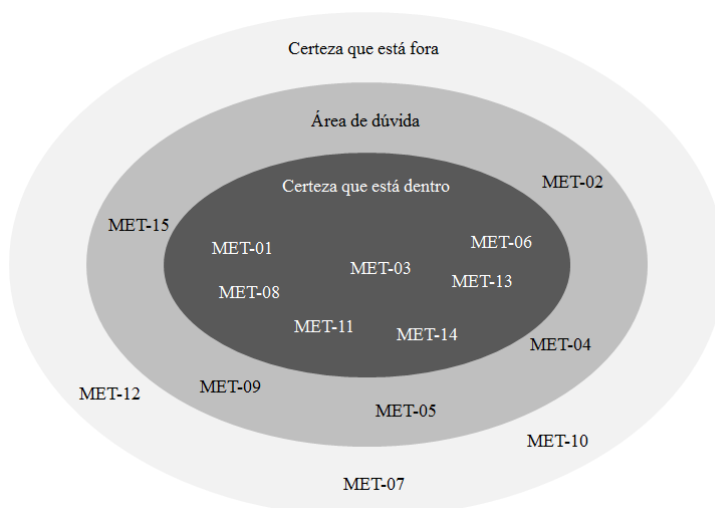 Certeza que está fora
Área de dúvida
Certeza que está dentro
MET-02
MET-15
MET-01
MET-06
MET-03
MET-13
MET-08
MET-11
MET-14
MET-04
MET-09
MET-12
MET-05
MET-10
MET-07